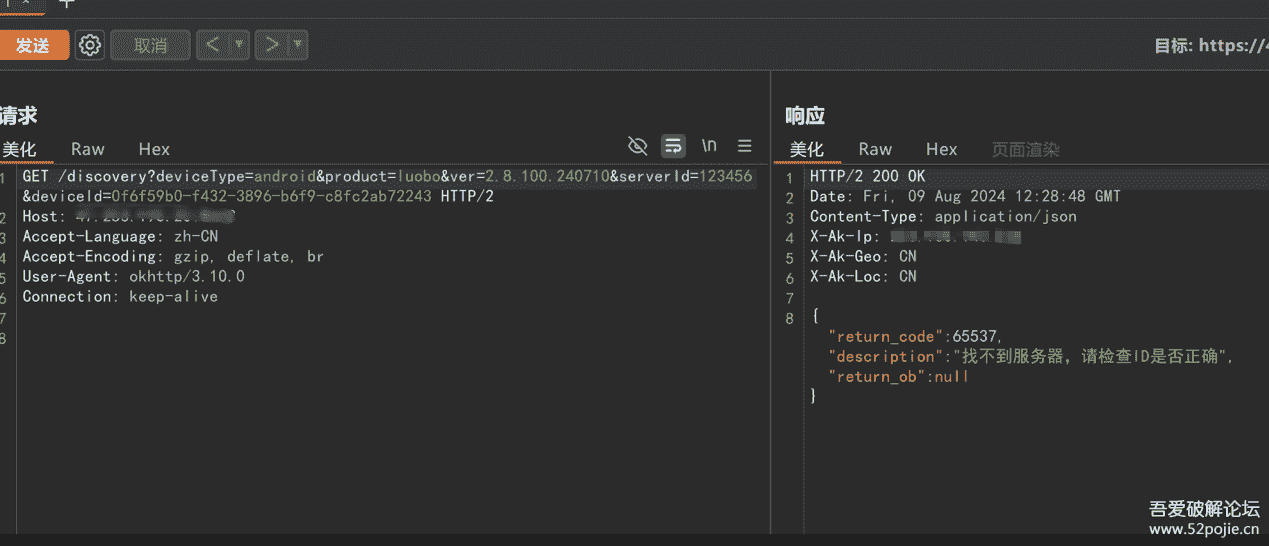 发送
取消
目标: https://4
请求
响应
美化 Raw Hex
\n
美化 Raw Hex 页面渲染
1 GET /discovery?deviceType=android&product=luobo&ver=2.8.100.240710&serverId=123456
&deviceId=0f6f59b0-f432-3896-b6f9-c8fc2ab72243 HTTP/2
2 Host:
3 Accept-Language: zh-CN
4 Accept-Encoding: gzip, deflate, br
5 User-Agent: okhttp/3.10.0
6 Connection: keep-alive
7
8
1 HTTP/2 200 OK
2 Date: Fri, 09 Aug 2024 12:28:48 GMT
3 Content-Type: application/json
4 X-Ak-Ip:
5 X-Ak-Geo: CN
6 X-Ak-Loc: CN
7
8 {
"return_code":65537,
"description":"找不到服务器，请检查ID是否正确",
"return_ob":null
}
吾爱破解论坛
www.52pojie.cn